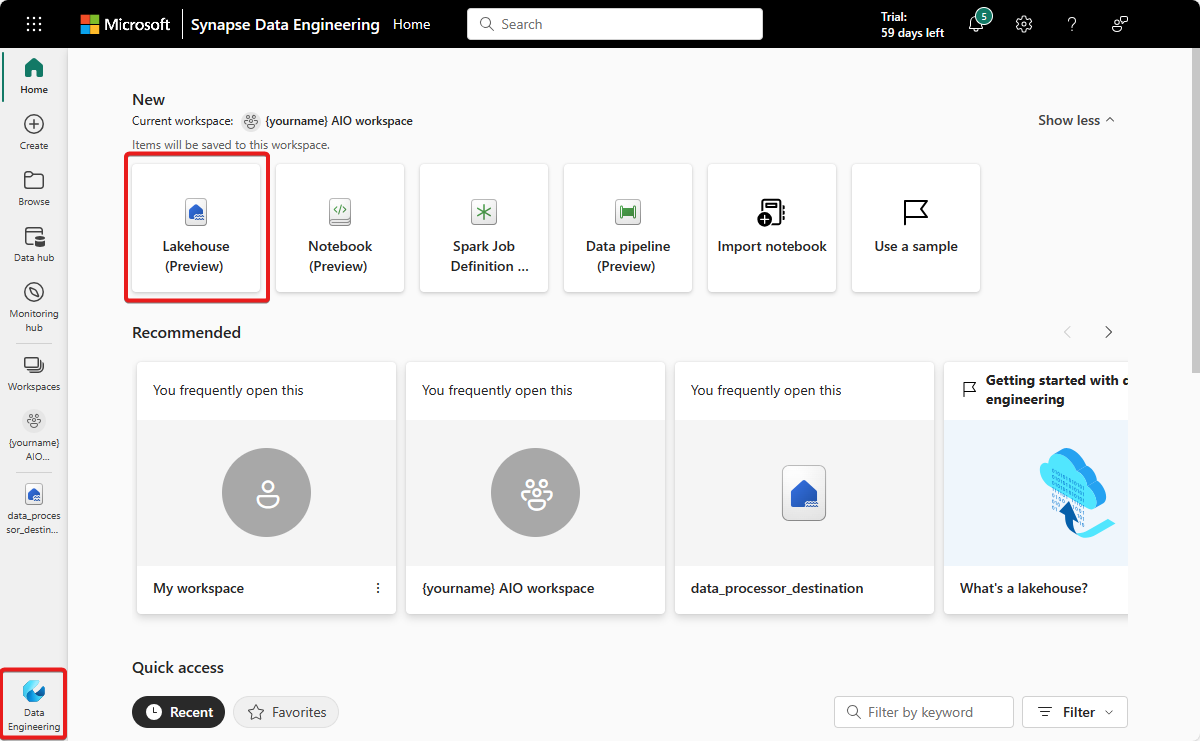 Microsoft Synapse Data Engineering Home
Search
Trial:
59 days left
5
Home
Create
Browse
Data hub
Monitoring
hub
Workspaces
{yourname}
AIO...
data_proces
sor_destin...
Data
Engineering
New
Current workspace: {yourname} AIO workspace
Show less
Items will be saved to this workspace.
Lakehouse
(Preview)
Notebook
(Preview)
Spark Job
Definition ...
Data pipeline
(Preview)
Import notebook
Use a sample
Recommended
You frequently open this
My workspace
You frequently open this
{yourname} AIO workspace
You frequently open this
data_processor_destination
Getting started with d
engineering
What's a lakehouse?
Quick access
Recent
Favorites
Filter by keyword
Filter